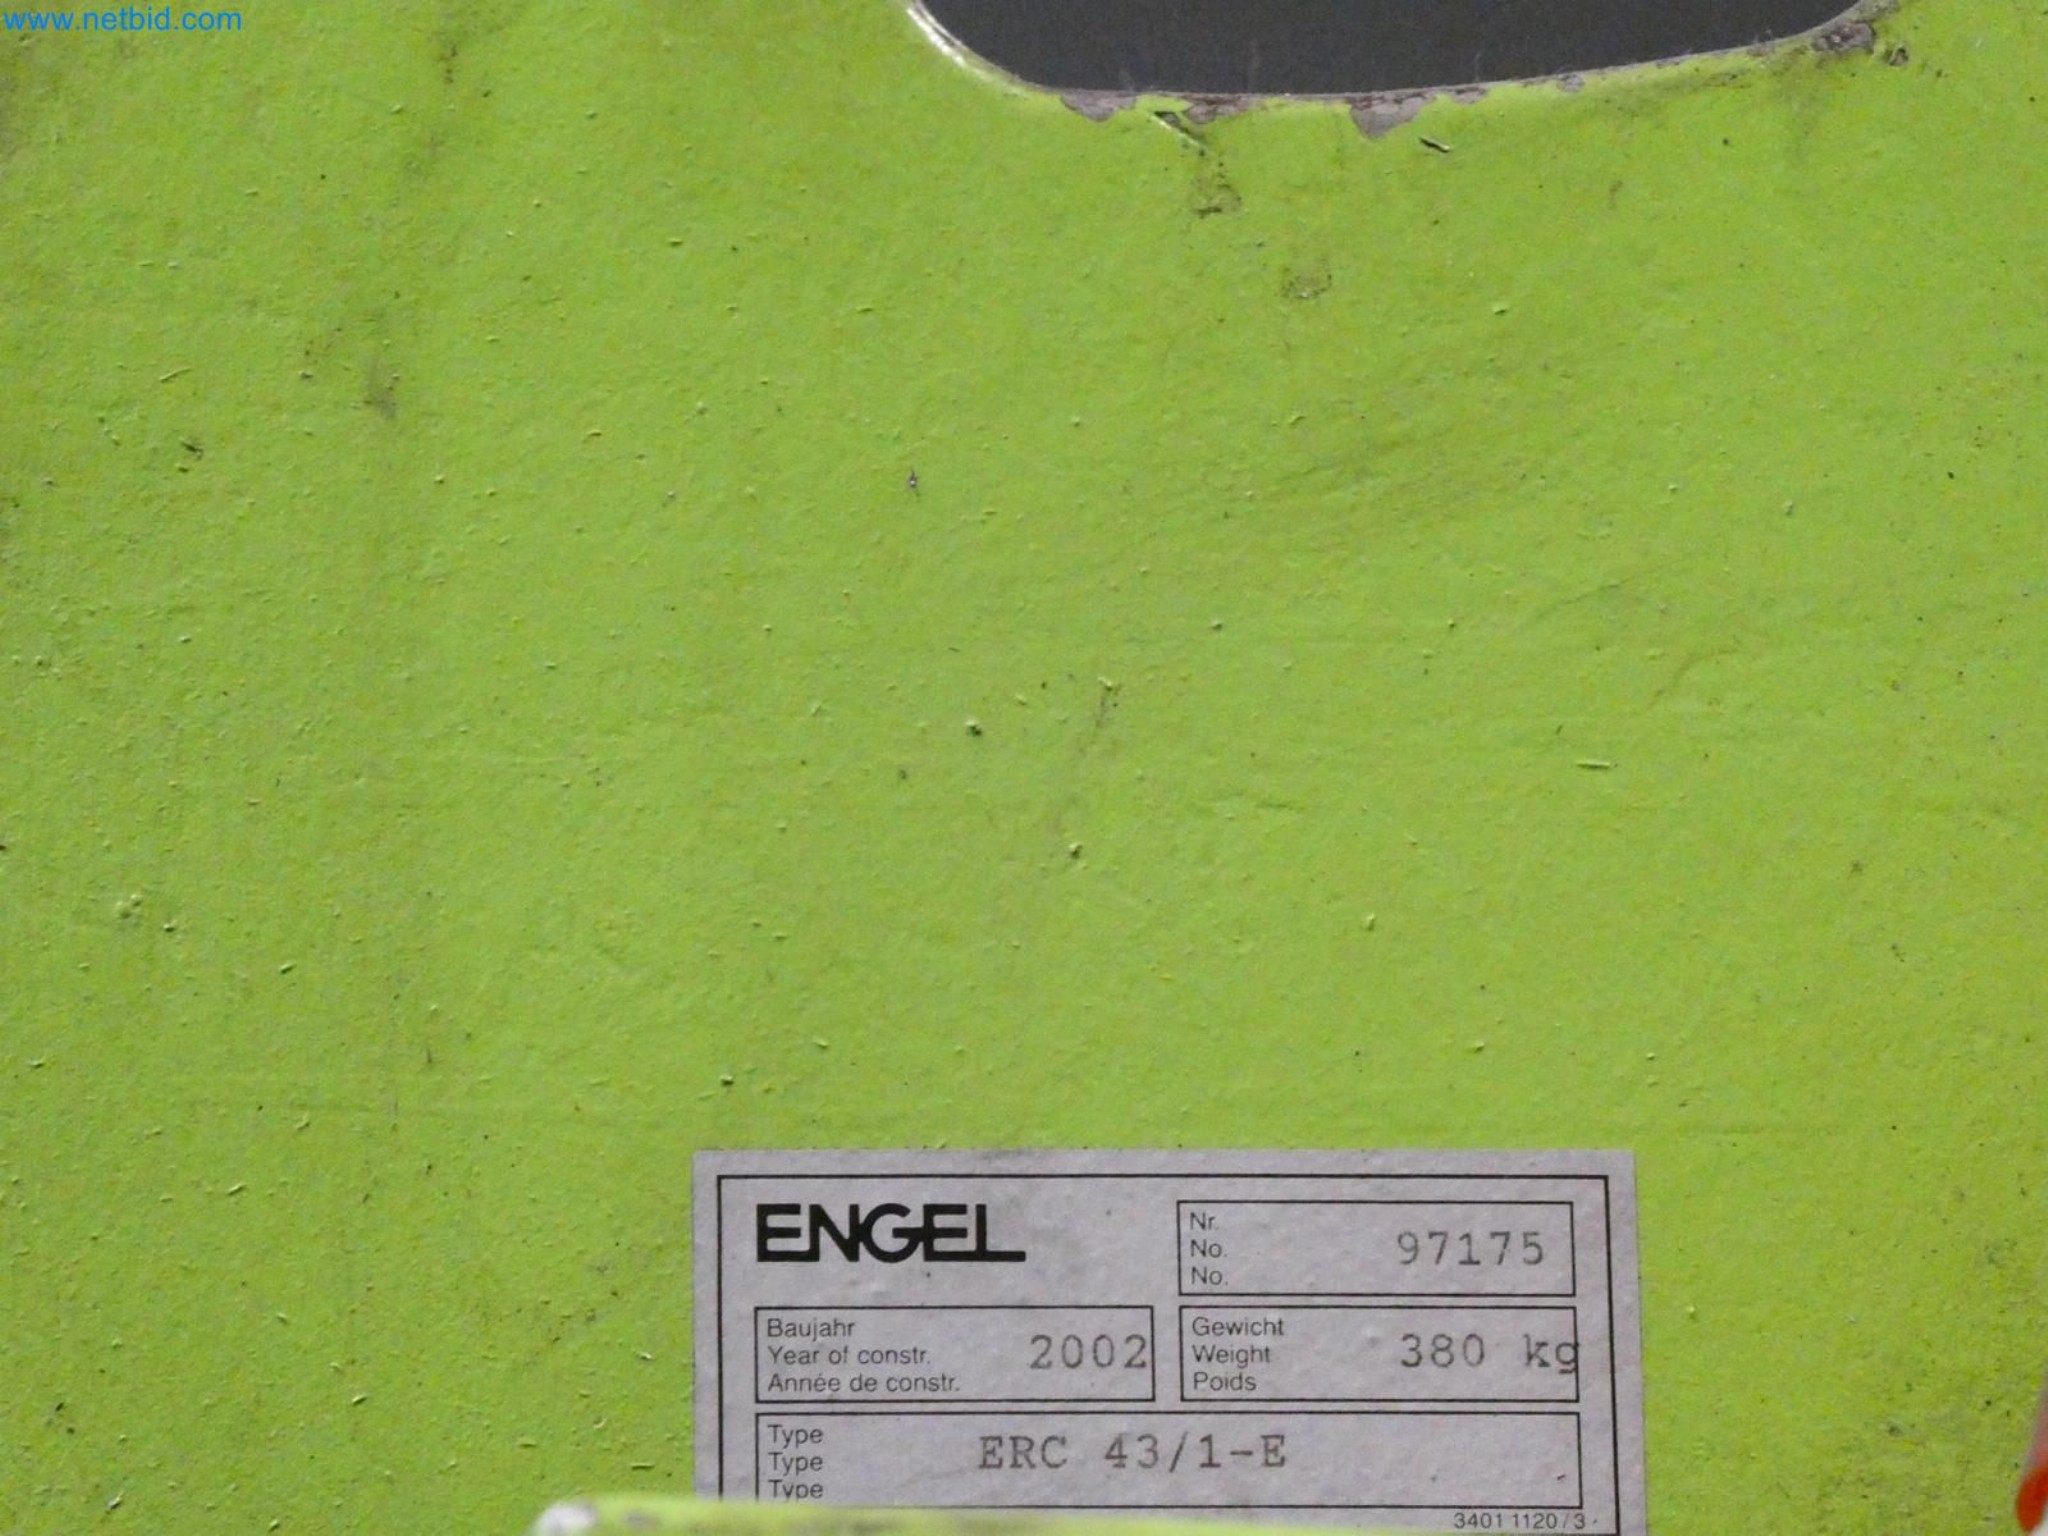 www.netbid.com
ENGEL
Nr.
No. 97175
No.
Baujahr
Year of constr. 2002
Année de constr.
Gewicht
Weight 380 kg
Poids
Type
Type ERC 43/1-E
Type
3401 1120/3